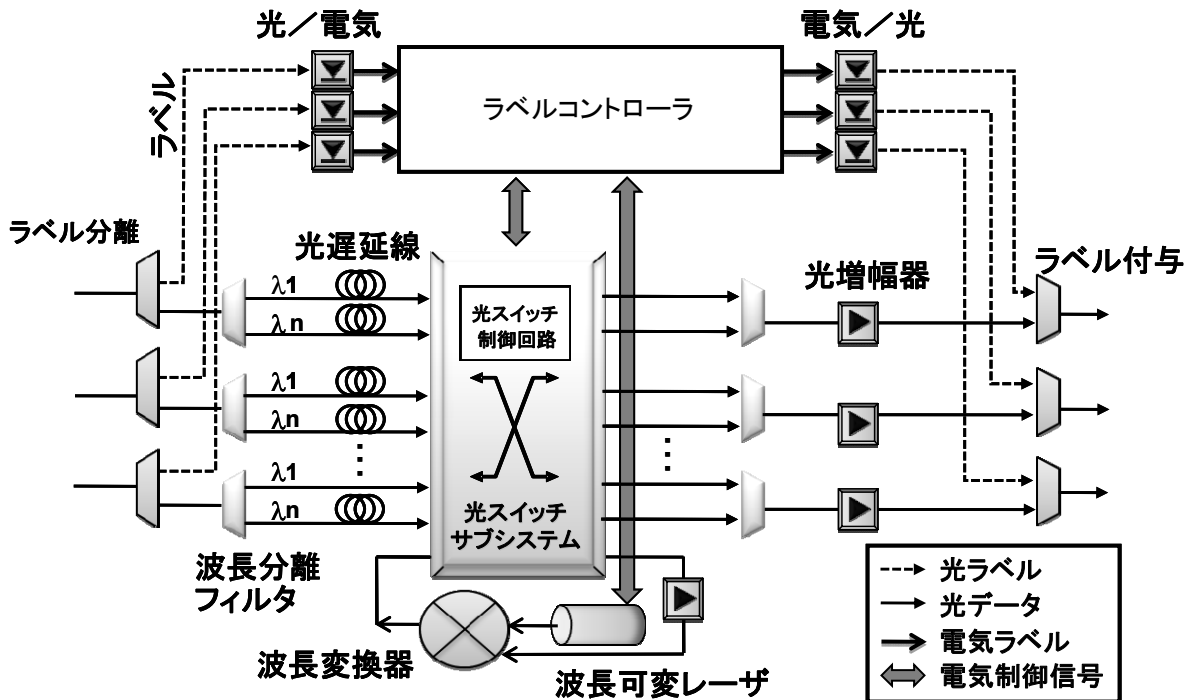 光／電気
電気／光
ラベル
ラベルコントローラ
ラベル分離
光遅延線
光増幅器
ラベル付与
λ1
λn
光スイッチ
制御回路
λ1
λn
λ1
λn
光スイッチ
サブシステム
波長分離
フィルタ
波長変換器
波長可変レーザ
光ラベル
光データ
電気ラベル
電気制御信号